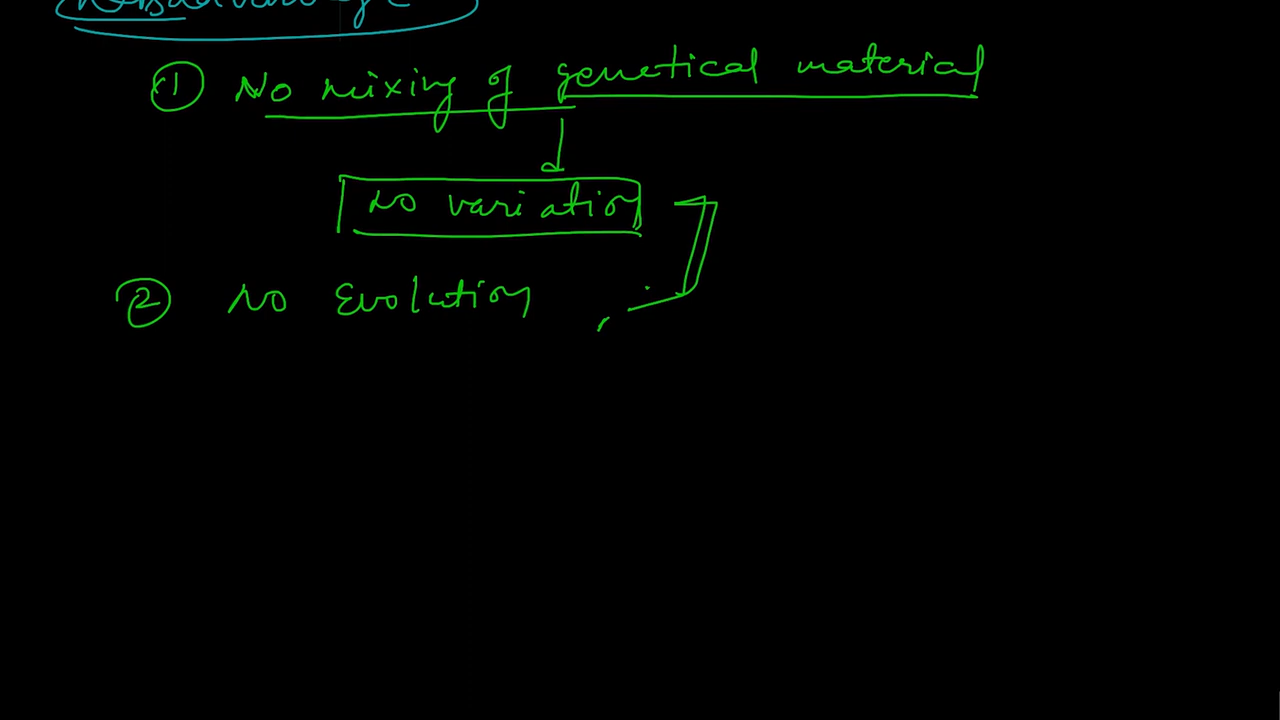 ① No mixing of genetical material
No variation
② No Evolution